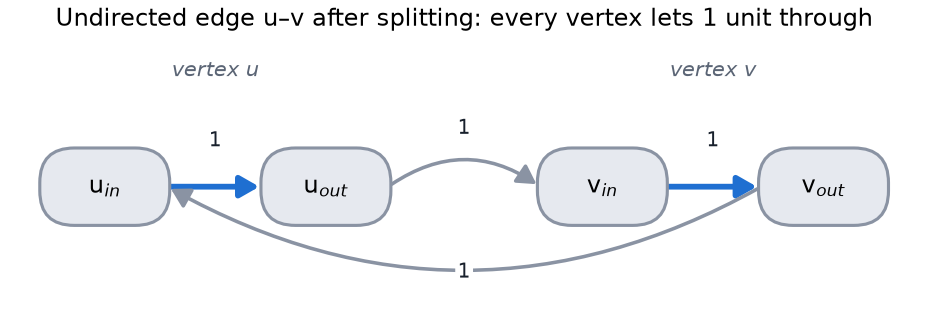 Undirected edge u–v after splitting: every vertex lets 1 unit through
vertex u
vertex v
1
1
1
u_in
u_out
v_in
v_out
1